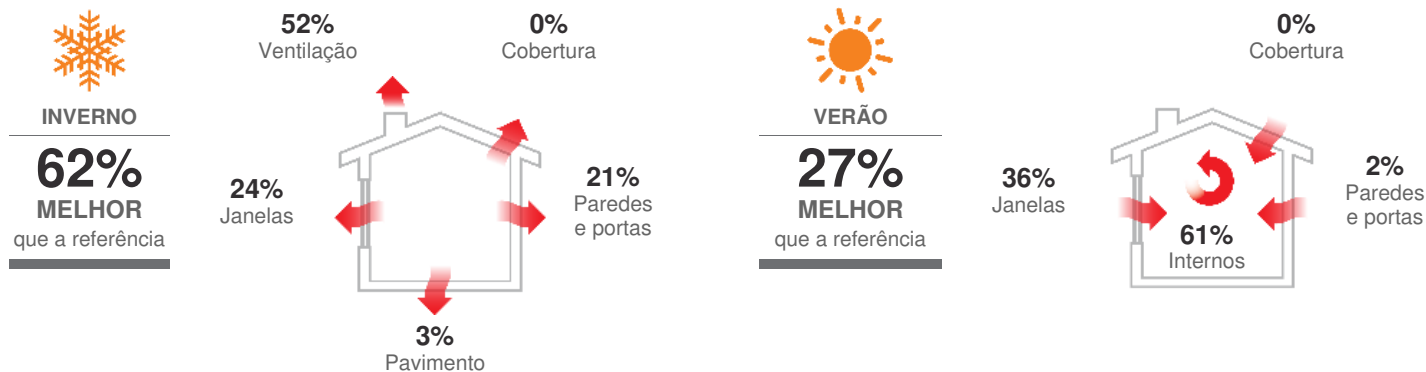 INVERNO
62%
MELHOR
que a referência
52%
Ventilação
0%
Cobertura
24%
Janelas
21%
Paredes
e portas
3%
Pavimento
VERÃO
27%
MELHOR
que a referência
0%
Cobertura
36%
Janelas
2%
Paredes
e portas
61%
Internos